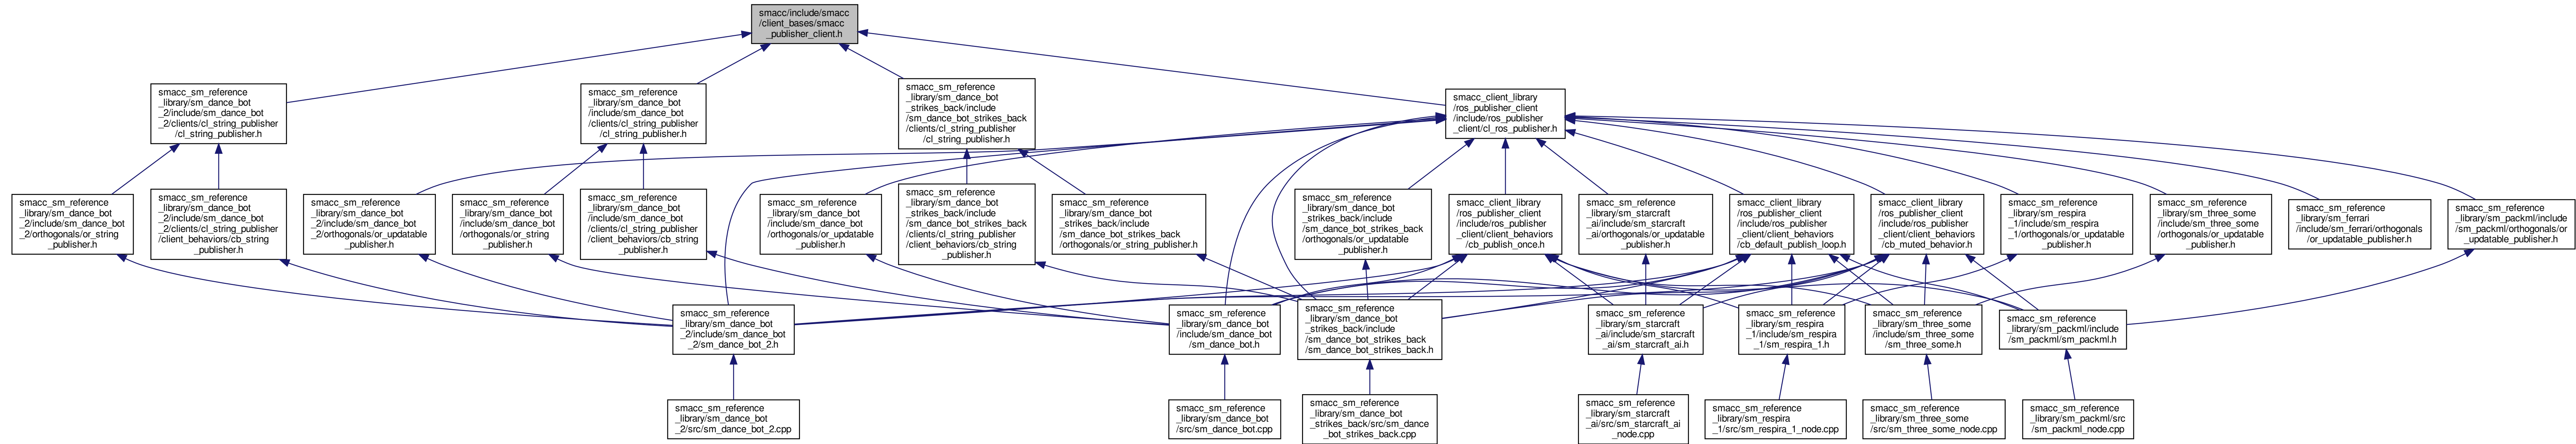 smacc/include/smacc
/client_bases/smacc
_publisher_client.h
smacc_sm_reference
_library/sm_dance_bot
_2/include/sm_dance_bot
_2/clients/cl_string_publisher
/cl_string_publisher.h
smacc_sm_reference
_library/sm_dance_bot
/include/sm_dance_bot
/clients/cl_string_publisher
/cl_string_publisher.h
smacc_sm_reference
_library/sm_dance_bot
_strikes_back/include
/sm_dance_bot_strikes_back
/clients/cl_string_publisher
/cl_string_publisher.h
smacc_client_library
/ros_publisher_client
/include/ros_publisher
_client/cl_ros_publisher.h
smacc_sm_reference
_library/sm_dance_bot
_2/include/sm_dance_bot
_2/orthogonals/or_string
_publisher.h
smacc_sm_reference
_library/sm_dance_bot
_2/include/sm_dance_bot
_2/clients/cl_string_publisher
/client_behaviors/cb_string
_publisher.h
smacc_sm_reference
_library/sm_dance_bot
_2/include/sm_dance_bot
_2/orthogonals/or_updatable
_publisher.h
smacc_sm_reference
_library/sm_dance_bot
/include/sm_dance_bot
/orthogonals/or_string
_publisher.h
smacc_sm_reference
_library/sm_dance_bot
/include/sm_dance_bot
/clients/cl_string_publisher
/client_behaviors/cb_string
_publisher.h
smacc_sm_reference
_library/sm_dance_bot
/include/sm_dance_bot
/orthogonals/or_updatable
_publisher.h
smacc_sm_reference
_library/sm_dance_bot
_strikes_back/include
/sm_dance_bot_strikes_back
/clients/cl_string_publisher
/client_behaviors/cb_string
_publisher.h
smacc_sm_reference
_library/sm_dance_bot
_strikes_back/include
/sm_dance_bot_strikes_back
/orthogonals/or_string_publisher.h
smacc_sm_reference
_library/sm_dance_bot
_strikes_back/include
/sm_dance_bot_strikes_back
/orthogonals/or_updatable
_publisher.h
smacc_client_library
/ros_publisher_client
/include/ros_publisher
_client/client_behaviors
/cb_publish_once.h
smacc_sm_reference
_library/sm_starcraft
_ai/include/sm_starcraft
_ai/orthogonals/or_updatable
_publisher.h
smacc_client_library
/ros_publisher_client
/include/ros_publisher
_client/client_behaviors
/cb_default_publish_loop.h
smacc_client_library
/ros_publisher_client
/include/ros_publisher
_client/client_behaviors
/cb_muted_behavior.h
smacc_sm_reference
_library/sm_respira
_1/include/sm_respira
_1/orthogonals/or_updatable
_publisher.h
smacc_sm_reference
_library/sm_three_some
/include/sm_three_some
/orthogonals/or_updatable
_publisher.h
smacc_sm_reference
_library/sm_ferrari
/include/sm_ferrari/orthogonals
/or_updatable_publisher.h
smacc_sm_reference
_library/sm_packml/include
/sm_packml/orthogonals/or
_updatable_publisher.h
smacc_sm_reference
_library/sm_dance_bot
_2/include/sm_dance_bot
_2/sm_dance_bot_2.h
smacc_sm_reference
_library/sm_dance_bot
/include/sm_dance_bot
/sm_dance_bot.h
smacc_sm_reference
_library/sm_dance_bot
_strikes_back/include
/sm_dance_bot_strikes_back
/sm_dance_bot_strikes_back.h
smacc_sm_reference
_library/sm_starcraft
_ai/include/sm_starcraft
_ai/sm_starcraft_ai.h
smacc_sm_reference
_library/sm_respira
_1/include/sm_respira
_1/sm_respira_1.h
smacc_sm_reference
_library/sm_three_some
/include/sm_three_some
/sm_three_some.h
smacc_sm_reference
_library/sm_packml/include
/sm_packml/sm_packml.h
smacc_sm_reference
_library/sm_dance_bot
_2/src/sm_dance_bot_2.cpp
smacc_sm_reference
_library/sm_dance_bot
/src/sm_dance_bot.cpp
smacc_sm_reference
_library/sm_dance_bot
_strikes_back/src/sm_dance
_bot_strikes_back.cpp
smacc_sm_reference
_library/sm_starcraft
_ai/src/sm_starcraft_ai
_node.cpp
smacc_sm_reference
_library/sm_respira
_1/src/sm_respira_1_node.cpp
smacc_sm_reference
_library/sm_three_some
/src/sm_three_some_node.cpp
smacc_sm_reference
_library/sm_packml/src
/sm_packml_node.cpp